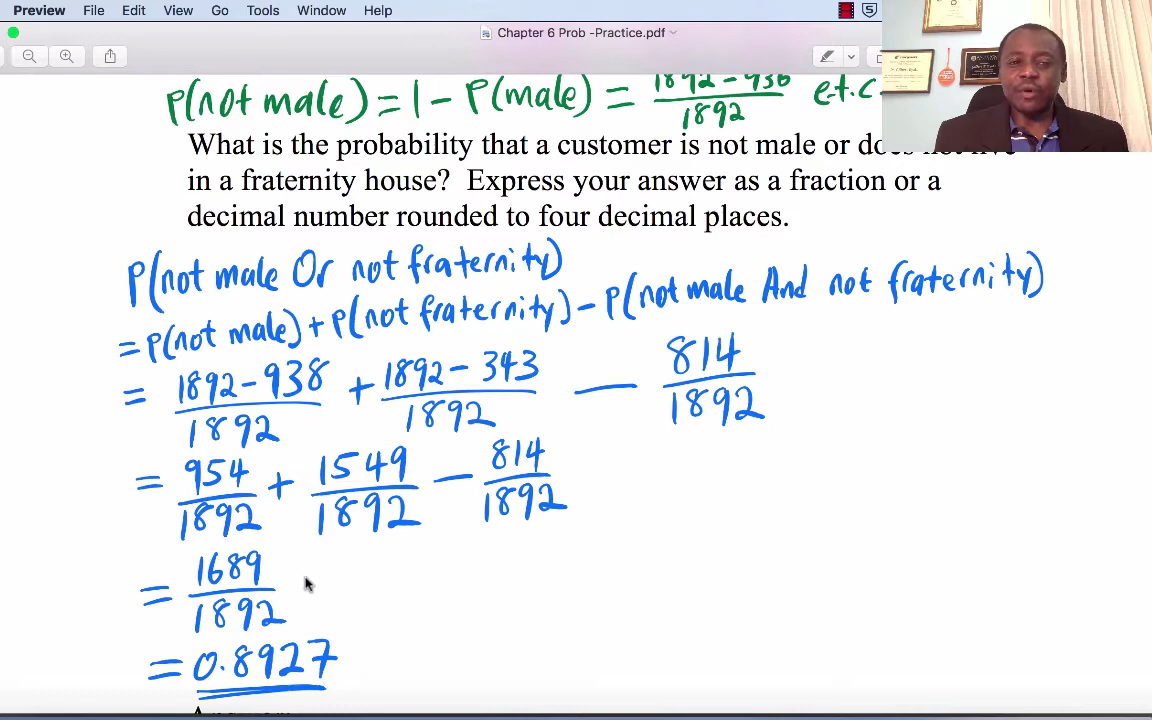 Preview File Edit View Go Tools Window Help 5
Chapter 6 Prob -Practice.pdf
P(not male) = 1 - P(male) = 1892-938/1892 e.t.c
What is the probability that a customer is not male or does not live
in a fraternity house? Express your answer as a fraction or a
decimal number rounded to four decimal places.
P(not male Or not fraternity)
= P(not male) + P(not fraternity) - P(not male And not fraternity)
= 1892-938/1892 + 1892-343/1892 - 814/1892
= 954/1892 + 1549/1892 - 814/1892
= 1689/1892
= 0.8927